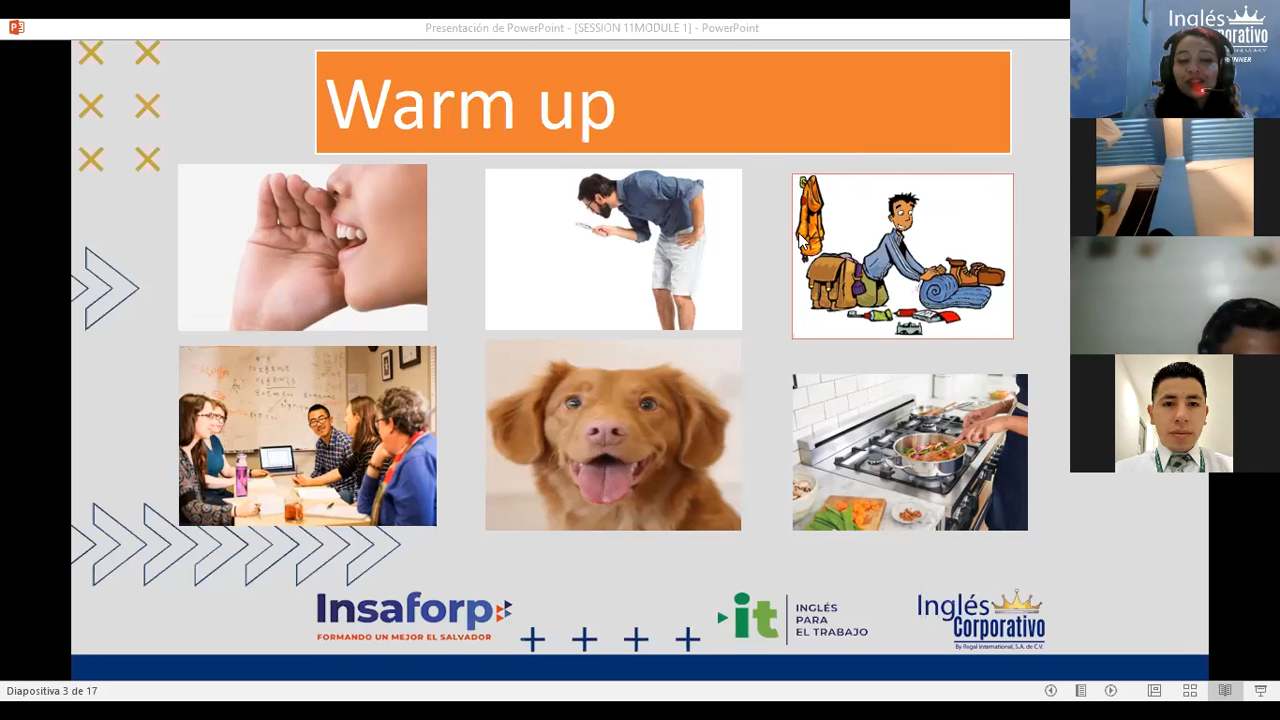 Presentación de PowerPoint - [SESSION 11MODULE 1] - PowerPoint
Inglés
Corporativo
Warm up
Insaforp
FORMANDO UN MEJOR EL SALVADOR
it
INGLÉS
PARA
EL TRABAJO
Inglés
Corporativo
By Regal International, S.A. de C.V.
Diapositiva 3 de 17